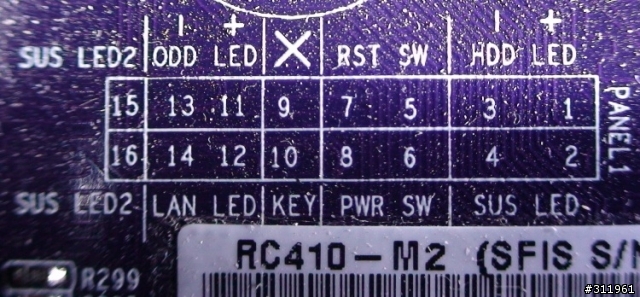 - + - +
SUS LED2 ODD LED X RST SW HDD LED
15 13 11 9 7 5 3 1
16 14 12 10 8 6 4 2
PANEL1
SUS LED2- LAN LED KEY PWR SW SUS LED-
RC410-M2 (SFIS S/N
R299
#311961